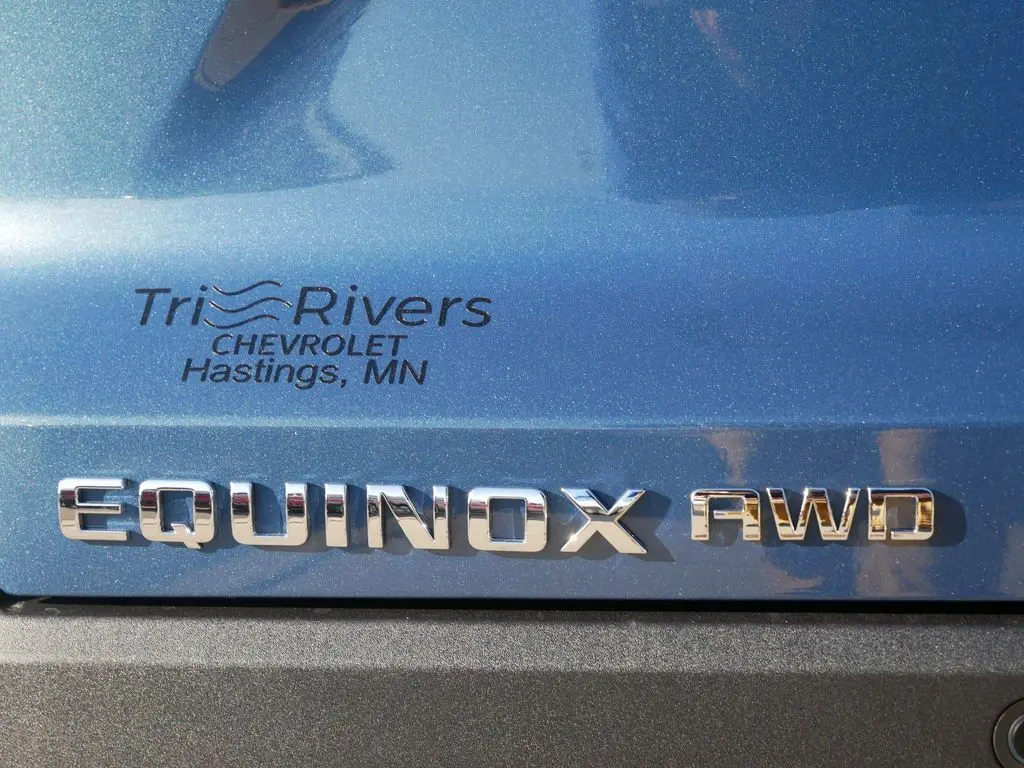 Tri Rivers
CHEVROLET
Hastings, MN
EQUINOX AWD